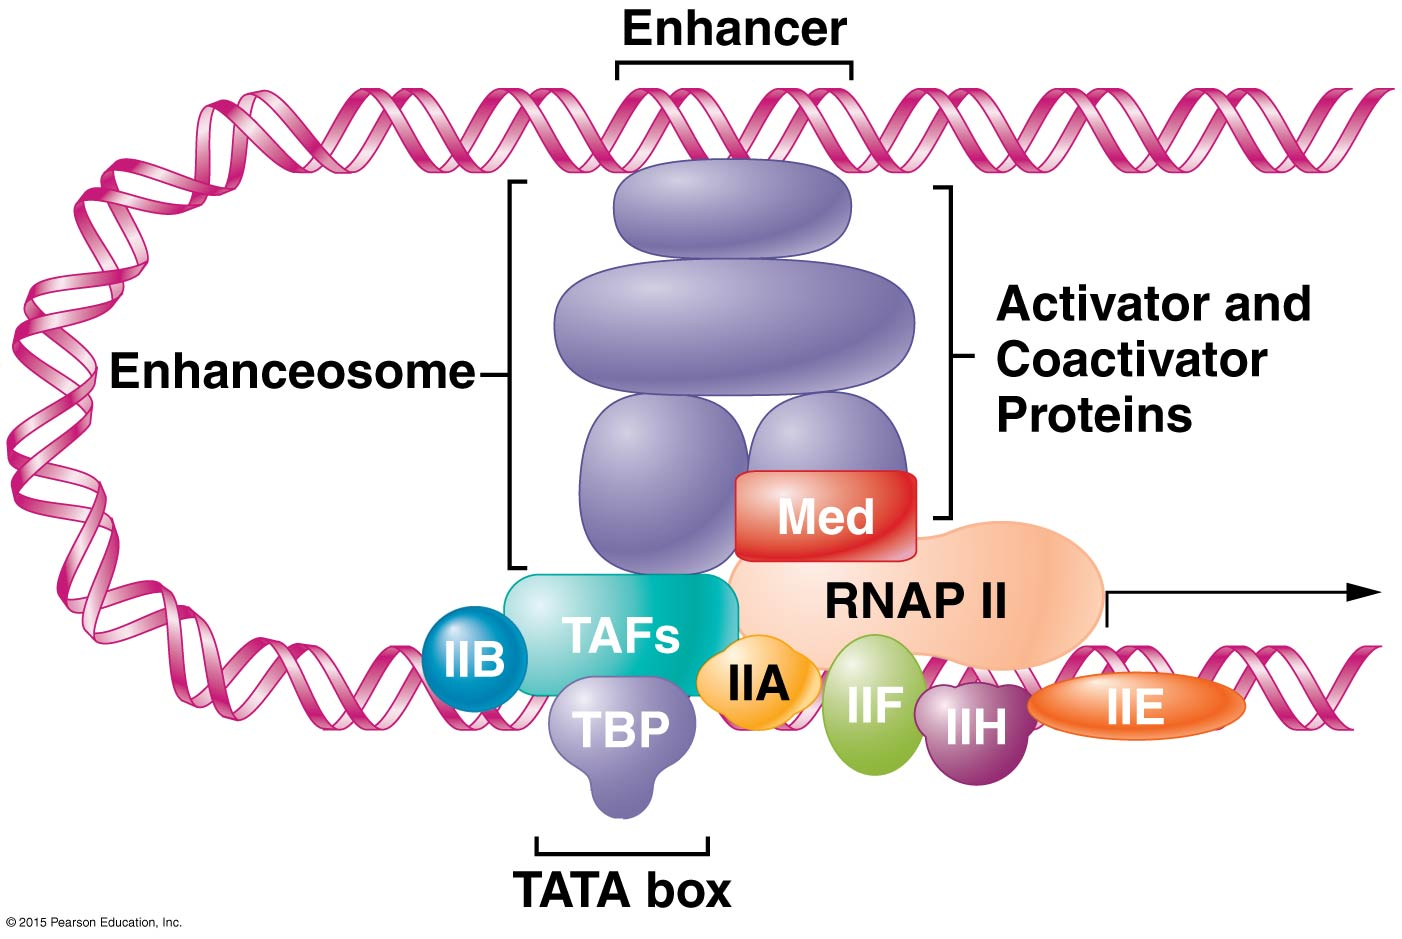 Enhancer
Enhanceosome
Activator and
Coactivator
Proteins
Med
RNAP II
TAFs
IIB
IIA
IIF
IIH
IIE
TBP
TATA box
© 2015 Pearson Education, Inc.